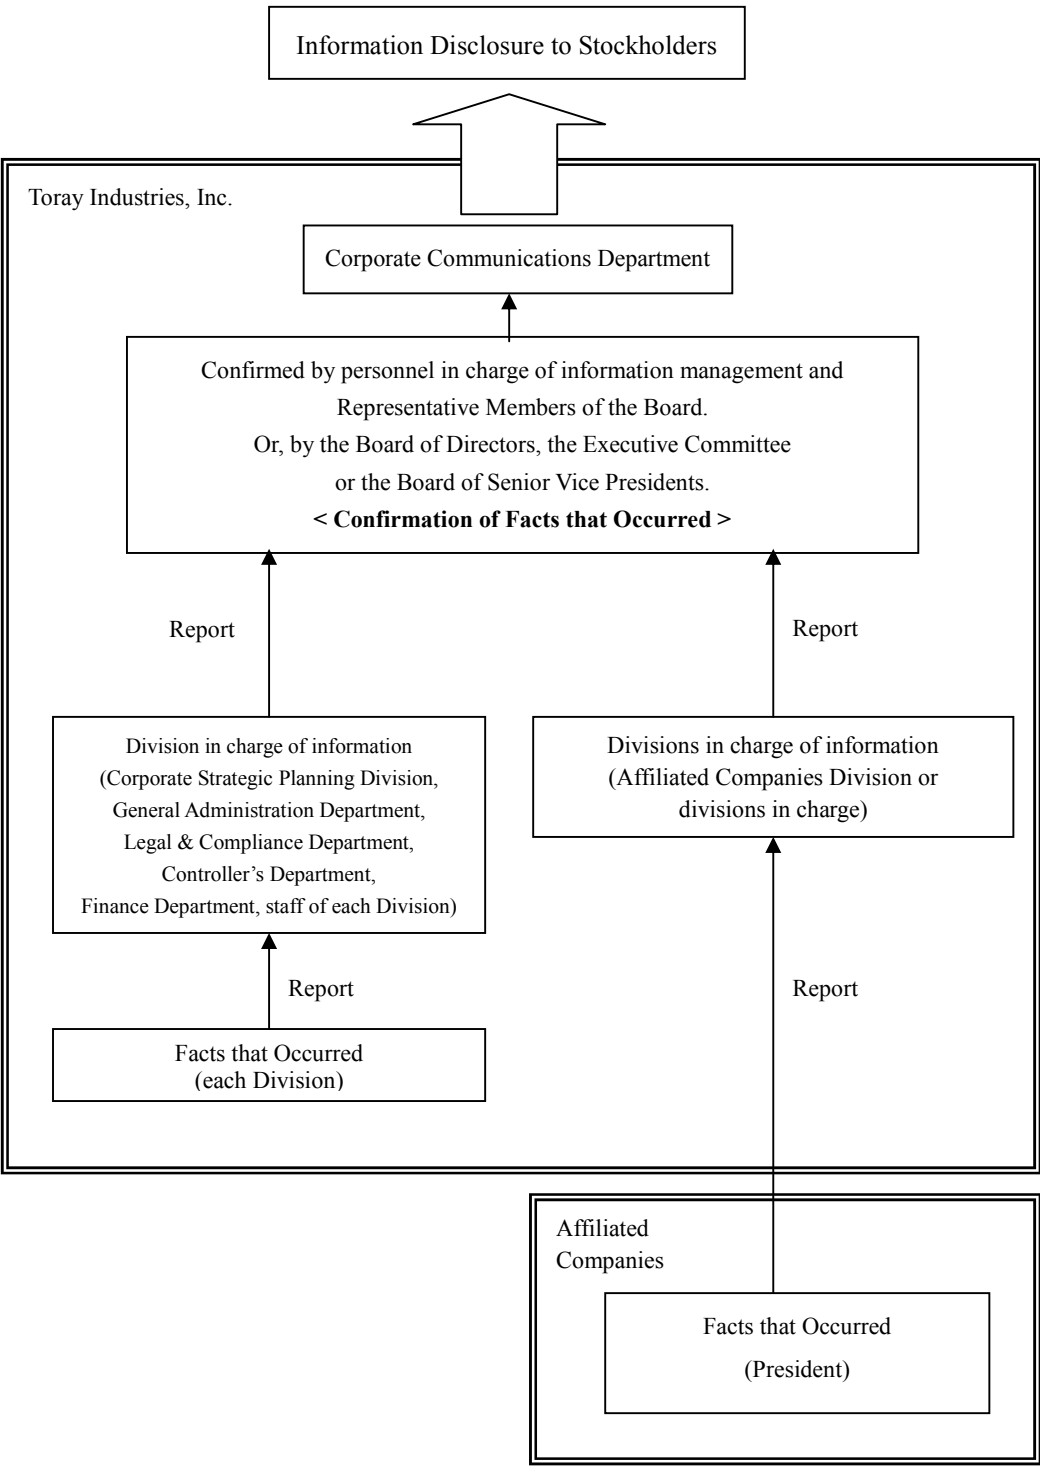 Information Disclosure to Stockholders
Toray Industries, Inc.
Corporate Communications Department
Confirmed by personnel in charge of information management and
Representative Members of the Board.
Or, by the Board of Directors, the Executive Committee
or the Board of Senior Vice Presidents.
< Confirmation of Facts that Occurred >
Report
Report
Division in charge of information
(Corporate Strategic Planning Division,
General Administration Department,
Legal & Compliance Department,
Controller’s Department,
Finance Department, staff of each Division)
Divisions in charge of information
(Affiliated Companies Division or
divisions in charge)
Report
Report
Facts that Occurred
(each Division)
Affiliated
Companies
Facts that Occurred
(President)